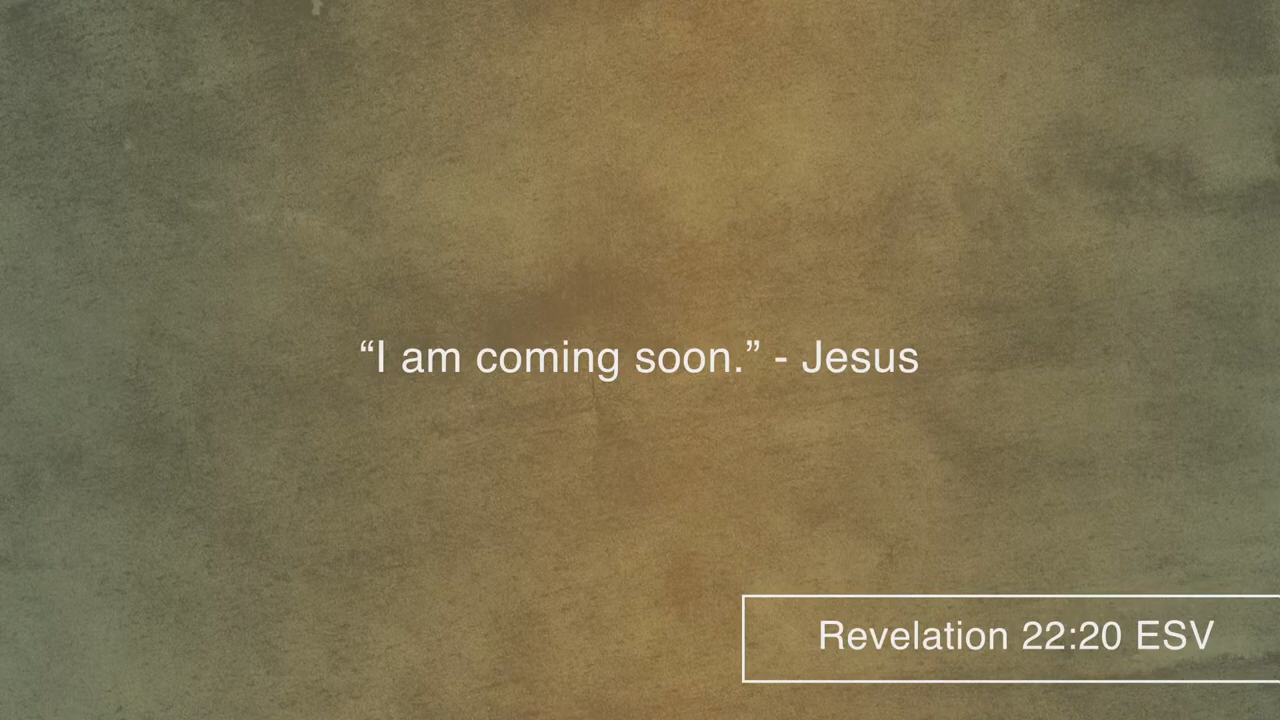 “I am coming soon.” - Jesus
Revelation 22:20 ESV